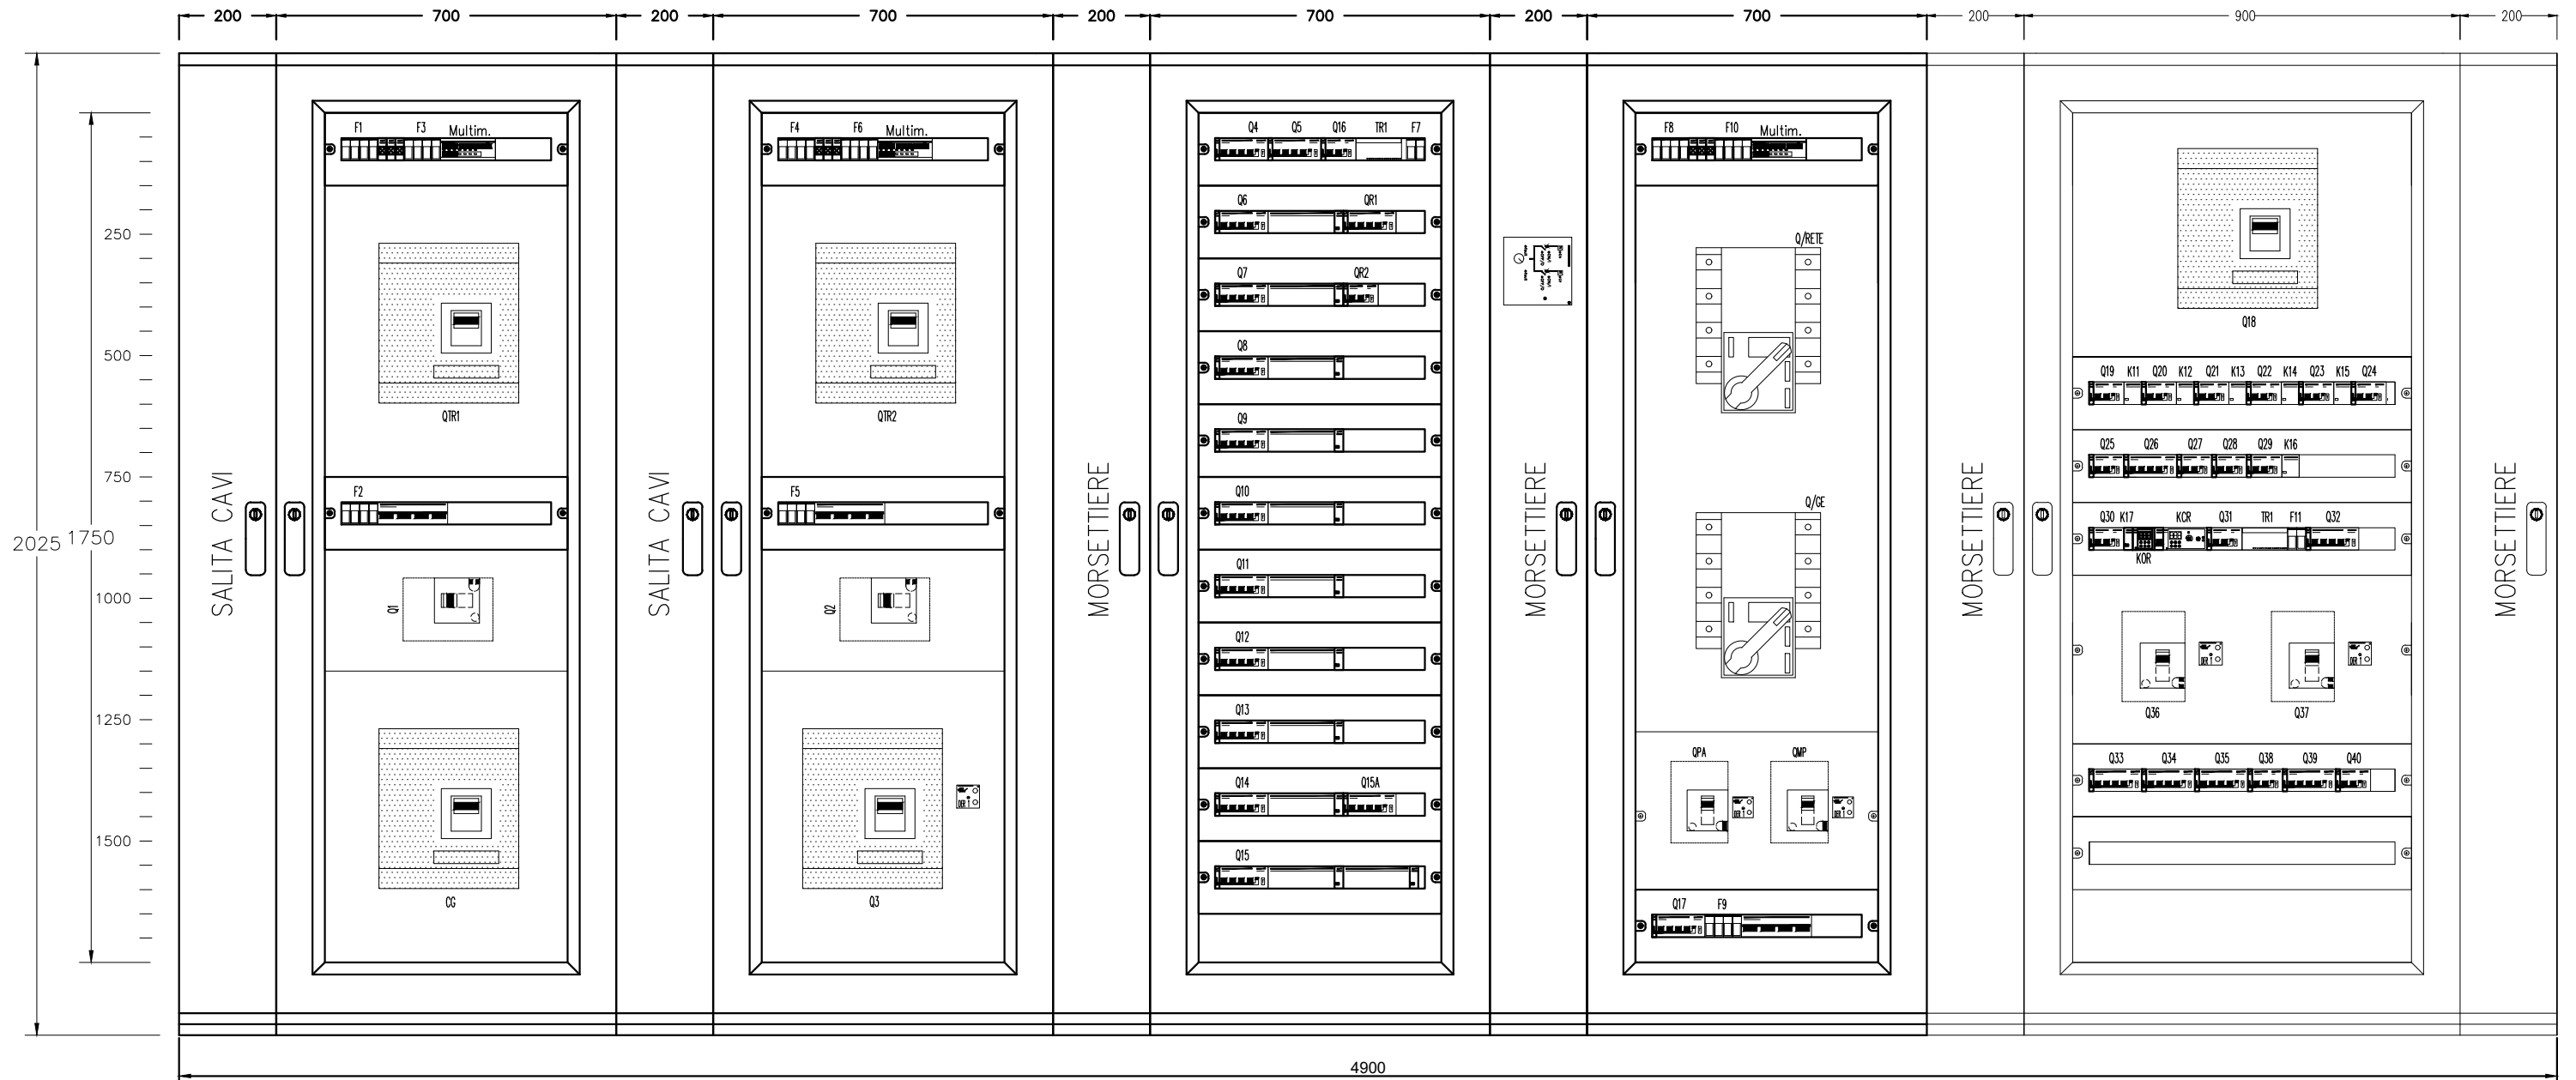 200 700 200 700 200 700 200 700 200 900 200
F1 F3 Multim.
F4 F6 Multim.
Q4 Q5 Q16 TR1 F7
F8 F10 Multim.
Q6 QR1
Q/RETE
250
Q7 QR2
Q18
Q8
500
Q19 K11 Q20 K12 Q21 K13 Q22 K14 Q23 K15 Q24
QTR1
QTR2
Q9
Q25 Q26 Q27 Q28 Q29 K16
750
SALITA CAVI
SALITA CAVI
MORSETTIERE
MORSETTIERE
MORSETTIERE
MORSETTIERE
F2
F5
Q10
Q/GE
Q30 K17 KCR Q31 TR1 F11 Q32
KOR
2025
1750
Q11
1000
Q1
Q2
Q12
Q13
1250
Q36
Q37
QPA QMP
Q33 Q34 Q35 Q38 Q39 Q40
Q14 Q15A
1500
Q15
CG
Q3
Q17 F9
4900